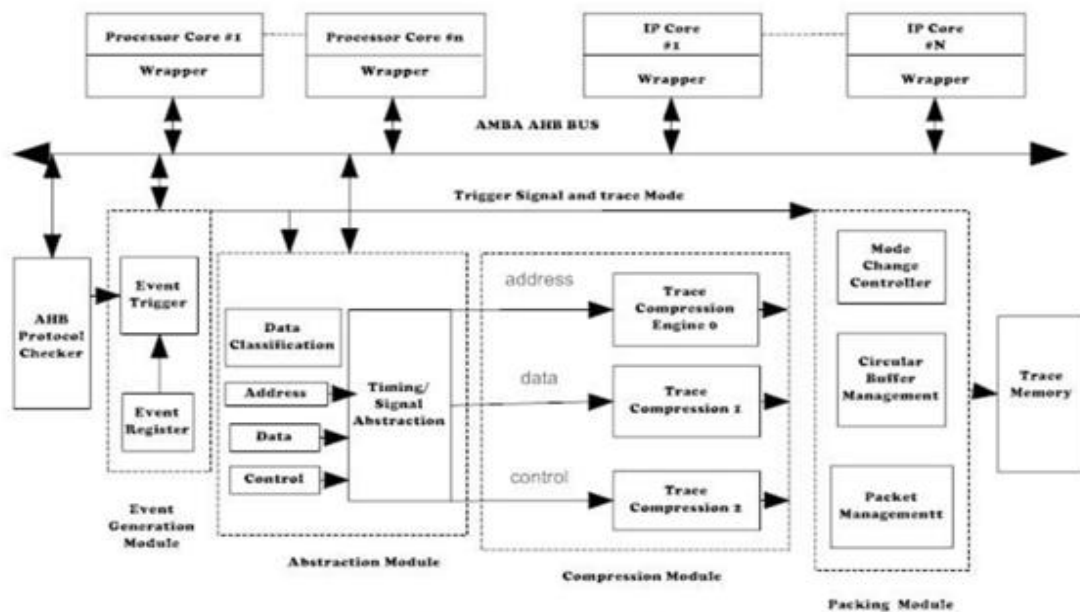 Processor Core #1
Wrapper
Processor Core #n
Wrapper
IP Core
#1
Wrapper
IP Core
#N
Wrapper
AMBA AHB BUS
Trigger Signal and trace Mode
AHB
Protocol
Checker
Event
Trigger
Event
Register
Event
Generation
Module
Data
Classification
Address
Data
Control
Timing/
Signal
Abstraction
Abstraction Module
address
data
control
Trace
Compression
Engine 0
Trace
Compression 1
Trace
Compression 2
Compression Module
Mode
Change
Controller
Circular
Buffer
Management
Packet
Managementt
Packing Module
Trace
Memory